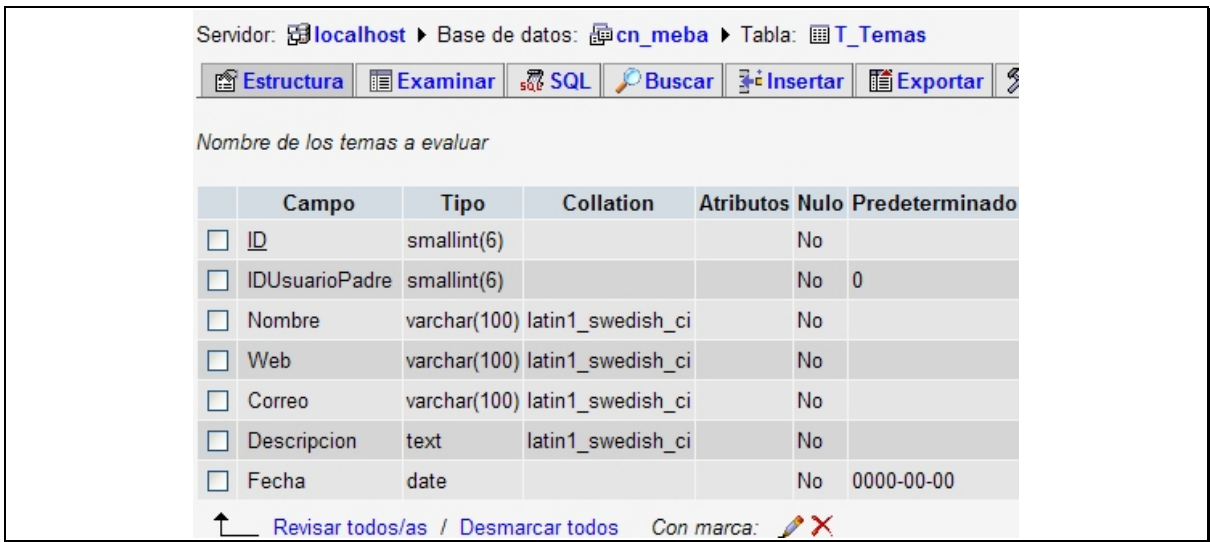 Servidor: localhost ▶ Base de datos: cn_meba ▶ Tabla: T_Temas
Estructura Examinar SQL Buscar Insertar Exportar
Nombre de los temas a evaluar
Campo Tipo Collation Atributos Nulo Predeterminado
ID smallint(6) No
IDUsuarioPadre smallint(6) No 0
Nombre varchar(100) latin1_swedish_ci No
Web varchar(100) latin1_swedish_ci No
Correo varchar(100) latin1_swedish_ci No
Descripcion text latin1_swedish_ci No
Fecha date No 0000-00-00
Revisar todos/as / Desmarcar todos Con marca: